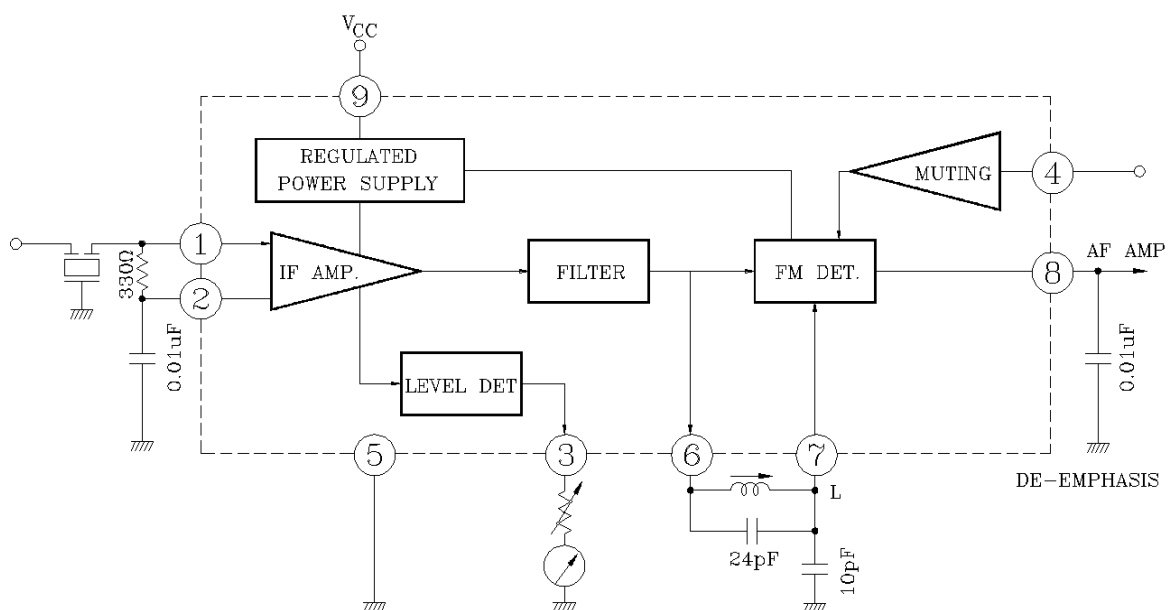 VCC
9
REGULATED
POWER SUPPLY
MUTING
4
1
330Ω
2
IF AMP.
FILTER
FM DET.
8
AF AMP
0.01uF
LEVEL DET
0.01uF
5
3
6
7
DE-EMPHASIS
L
24pF
10pF